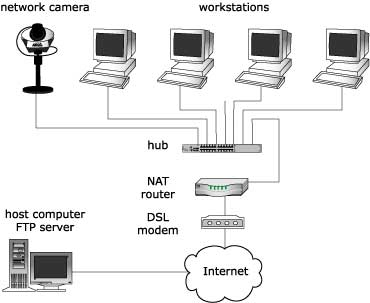 network camera
workstations
hub
NAT
router
DSL
modem
host computer
FTP server
Internet